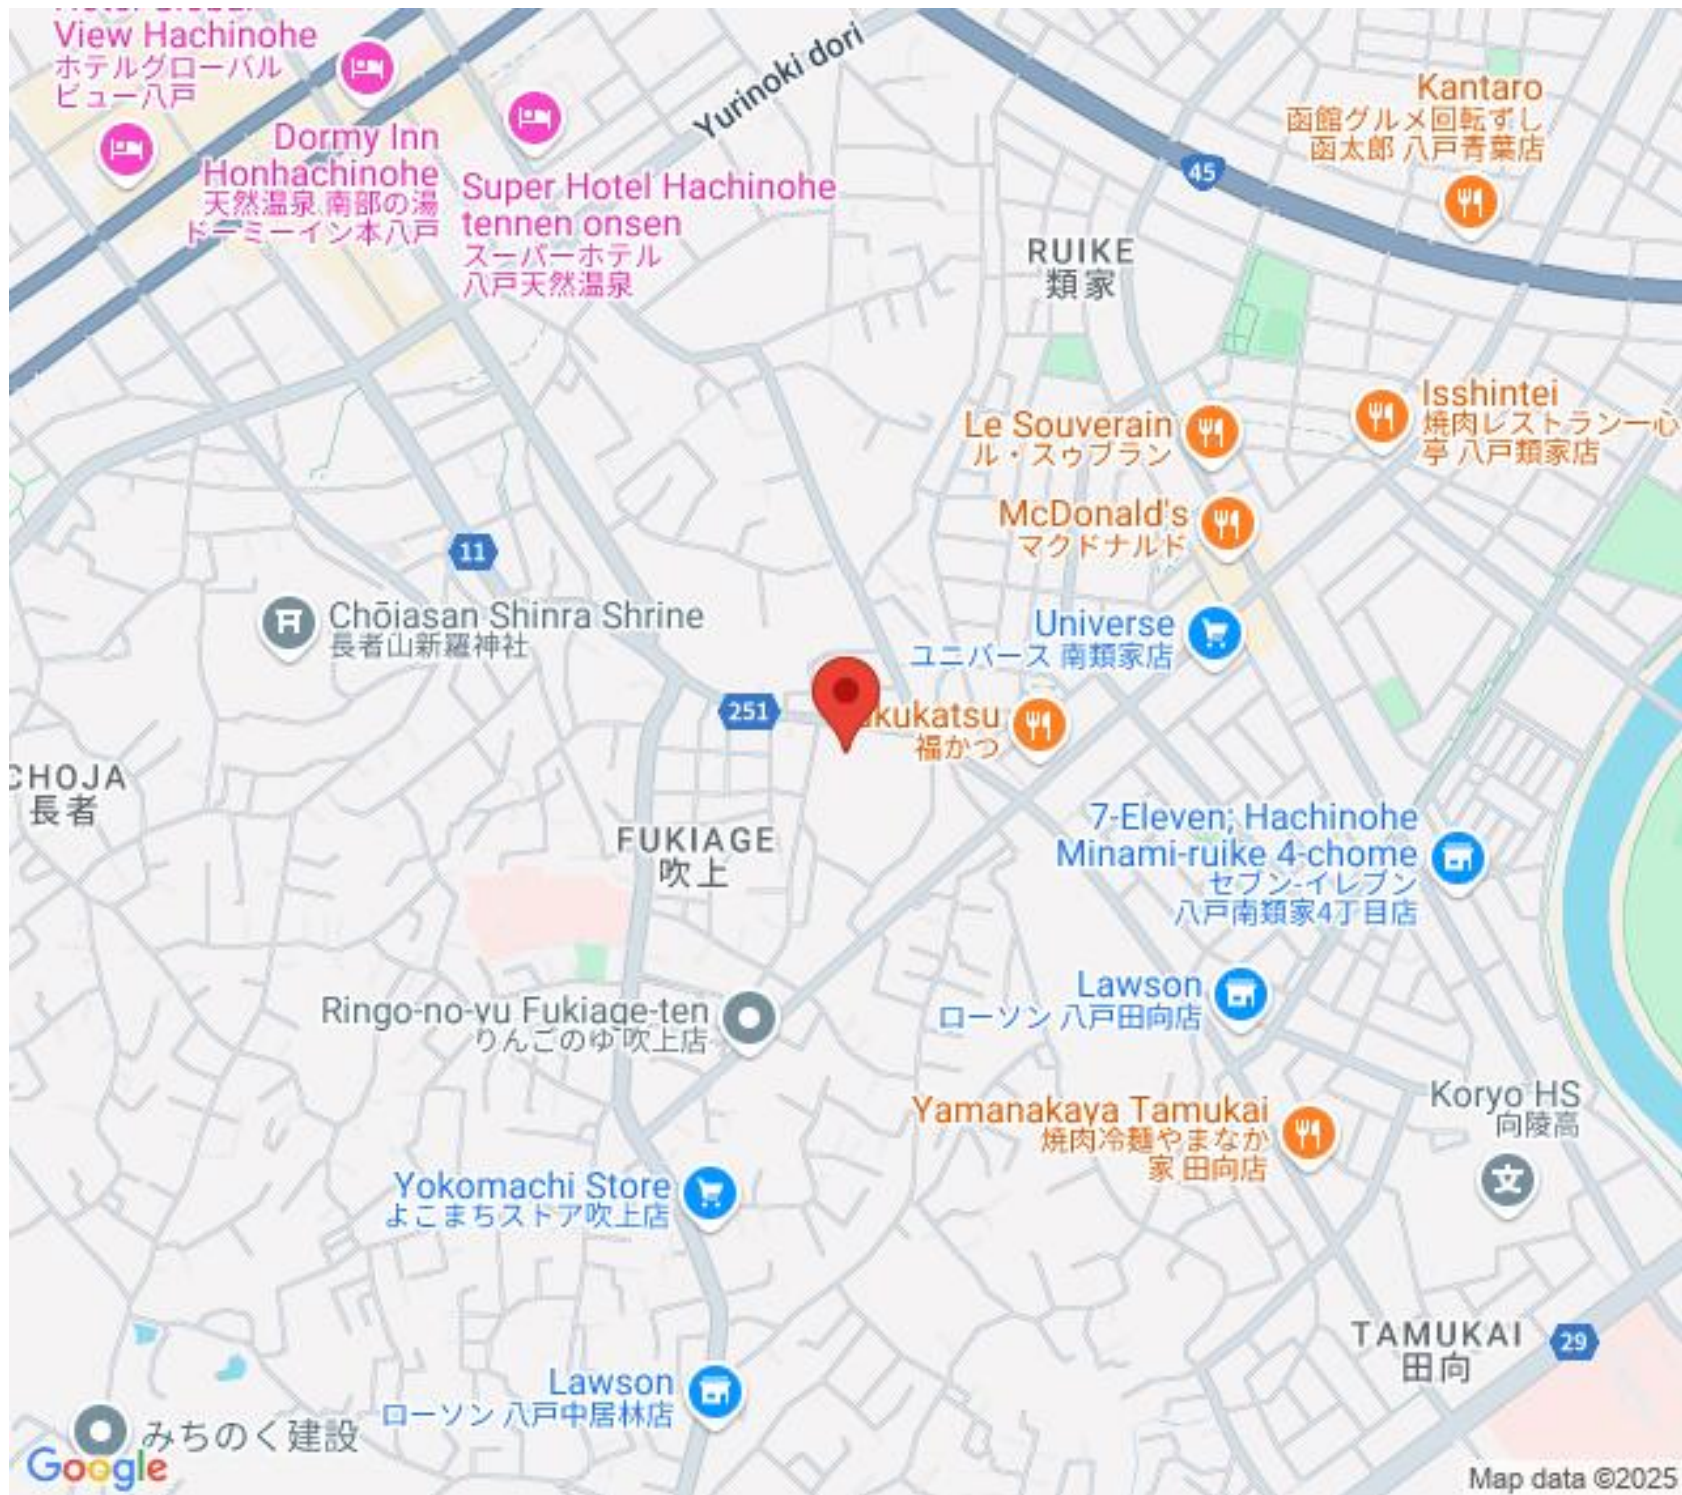 View Hachinohe
ホテルグローバル
ビュー八戸
Dormy Inn
Honhachinohe
天然温泉 南部の湯
ドーミーイン本八戸
Super Hotel Hachinohe
tennen onsen
スーパーホテル
八戸天然温泉
Yurinoki dori
45
Kantaro
函館グルメ回転ずし
函太郎 八戸青葉店
RUIKE
類家
Le Souverain
ル・スゥブラン
Isshintei
焼肉レストラン一心
亭 八戸類家店
McDonald's
マクドナルド
11
Chōjasan Shinra Shrine
長者山新羅神社
Universe
ユニバース 南類家店
251
ukukatsu
福かつ
CHOJA
長者
FUKIAGE
吹上
7-Eleven; Hachinohe
Minami-ruike 4-chome
セブン-イレブン
八戸南類家4丁目店
Ringo-no-yu Fukiage-ten
りんごのゆ 吹上店
Lawson
ローソン 八戸田向店
Koryo HS
向陵高
Yamanakaya Tamukai
焼肉冷麺やまなか
家 田向店
Yokomachi Store
よこまちストア吹上店
TAMUKAI
田向
29
Lawson
ローソン 八戸中居林店
みちのく建設
Google
Map data ©2025